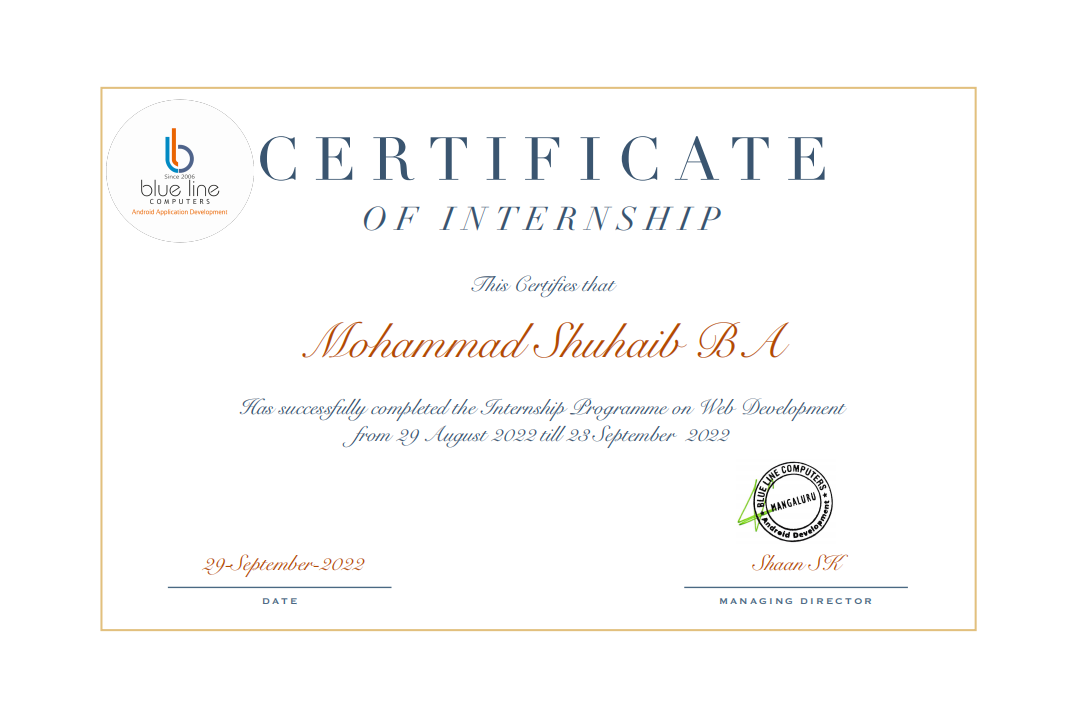 Since 2006
blue line
COMPUTERS
Android Application Development
CERTIFICATE
OF INTERNSHIP
This Certifies that
Mohammad Shuhaib B A
Has successfully completed the Internship Programme on Web Development
from 29 August 2022 till 23 September 2022
BLUE LINE COMPUTERS
MANGALURU
Android Development
29-September-2022
Shaan SK
DATE
MANAGING DIRECTOR